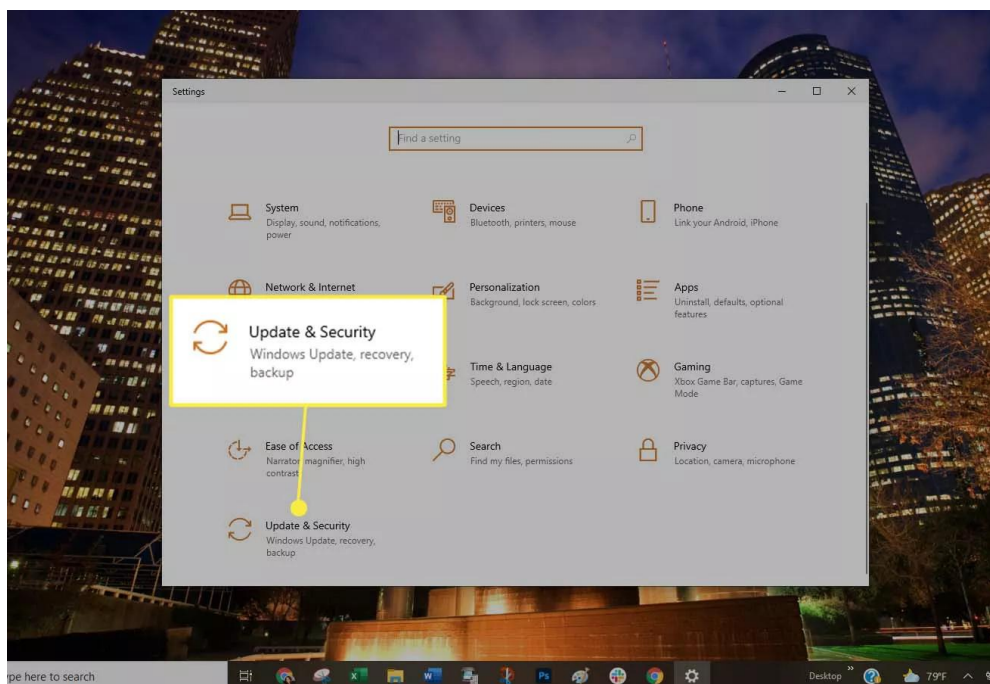 Settings
Find a setting
System
Display, sound, notifications,
power
Devices
Bluetooth, printers, mouse
Phone
Link your Android, iPhone
Network & Internet
Personalization
Background, lock screen, colors
Apps
Uninstall, defaults, optional
features
Update & Security
Windows Update, recovery,
backup
Time & Language
Speech, region, date
Gaming
Xbox Game Bar, captures, Game
Mode
Ease of Access
Narrator, magnifier, high
contrast
Search
Find my files, permissions
Privacy
Location, camera, microphone
Update & Security
Windows Update, recovery,
backup
pe here to search
Desktop
79°F